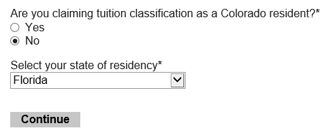 Are you claiming tuition classification as a Colorado resident?*
Yes
No
Select your state of residency*
Florida
Continue